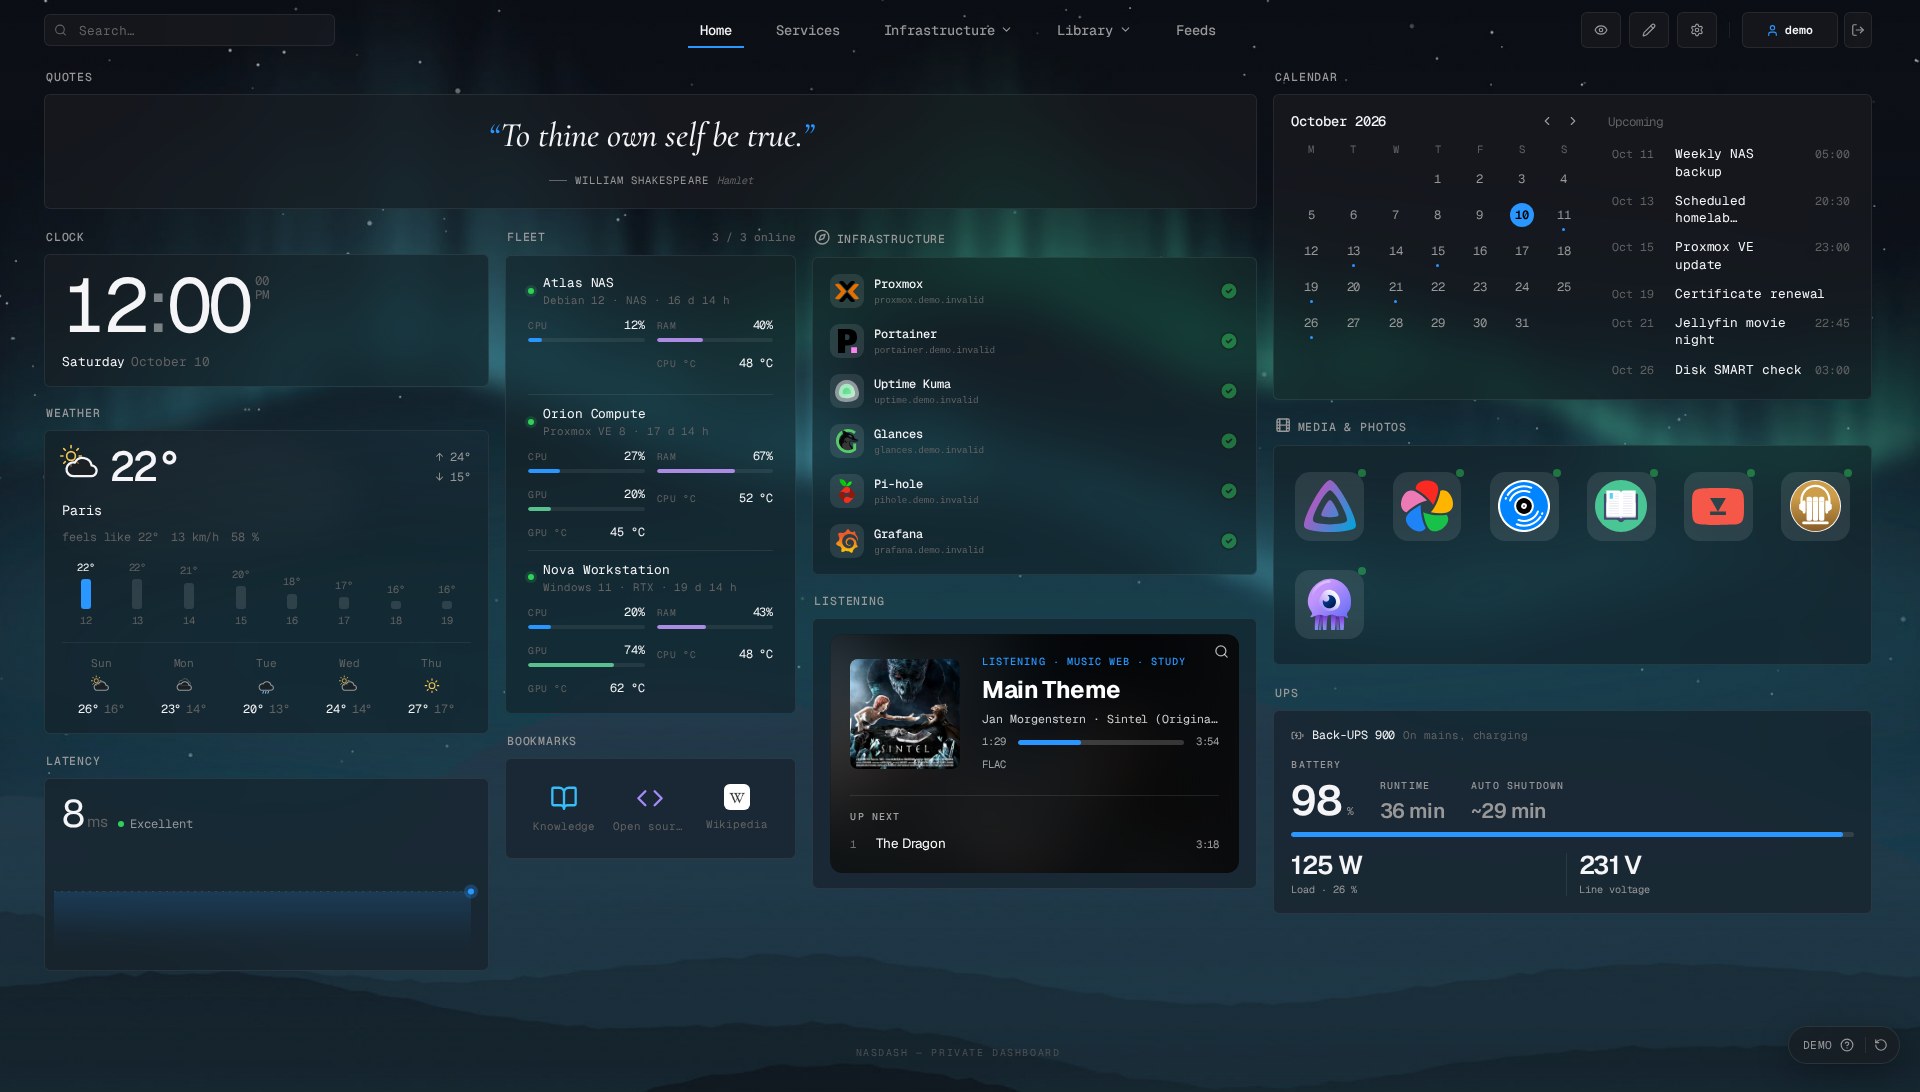 Search…
Home
Services
Infrastructure
Library
Feeds
demo
QUOTES
“To thine own self be true.”
WILLIAM SHAKESPEARE Hamlet
CLOCK
12:00
00
PM
Saturday October 10
WEATHER
22°
↑ 24°
↓ 15°
Paris
feels like 22° 13 km/h 58 %
22° 22° 21° 20° 18° 17° 16° 16°
12 13 14 15 16 17 18 19
Sun Mon Tue Wed Thu
26° 16° 23° 14° 20° 13° 24° 14° 27° 17°
LATENCY
8 ms Excellent
FLEET
3 / 3 online
Atlas NAS
Debian 12 · NAS · 16 d 14 h
CPU 12% RAM 40%
CPU °C 48 °C
Orion Compute
Proxmox VE 8 · 17 d 14 h
CPU 27% RAM 67%
GPU 20% CPU °C 52 °C
GPU °C 45 °C
Nova Workstation
Windows 11 · RTX · 19 d 14 h
CPU 20% RAM 43%
GPU 74% CPU °C 48 °C
GPU °C 62 °C
BOOKMARKS
W
Knowledge
Open sour…
Wikipedia
INFRASTRUCTURE
Proxmox
proxmox.demo.invalid
Portainer
portainer.demo.invalid
Uptime Kuma
uptime.demo.invalid
Glances
glances.demo.invalid
Pi-hole
pihole.demo.invalid
Grafana
grafana.demo.invalid
LISTENING
SINTEL
LISTENING · MUSIC WEB · STUDY
Main Theme
Jan Morgenstern · Sintel (Origina…
1:29 3:54
FLAC
UP NEXT
1 The Dragon 3:18
CALENDAR
October 2026
M T W T F S S
1 2 3 4
5 6 7 8 9 10 11
12 13 14 15 16 17 18
19 20 21 22 23 24 25
26 27 28 29 30 31
Upcoming
Oct 11 Weekly NAS backup 05:00
Oct 13 Scheduled homelab… 20:30
Oct 15 Proxmox VE update 23:00
Oct 19 Certificate renewal
Oct 21 Jellyfin movie night 22:45
Oct 26 Disk SMART check 03:00
MEDIA & PHOTOS
UPS
Back-UPS 900 On mains, charging
BATTERY
98 %
RUNTIME
36 min
AUTO SHUTDOWN
~29 min
125 W
Load · 26 %
231 V
Line voltage
NASDASH — PRIVATE DASHBOARD
DEMO